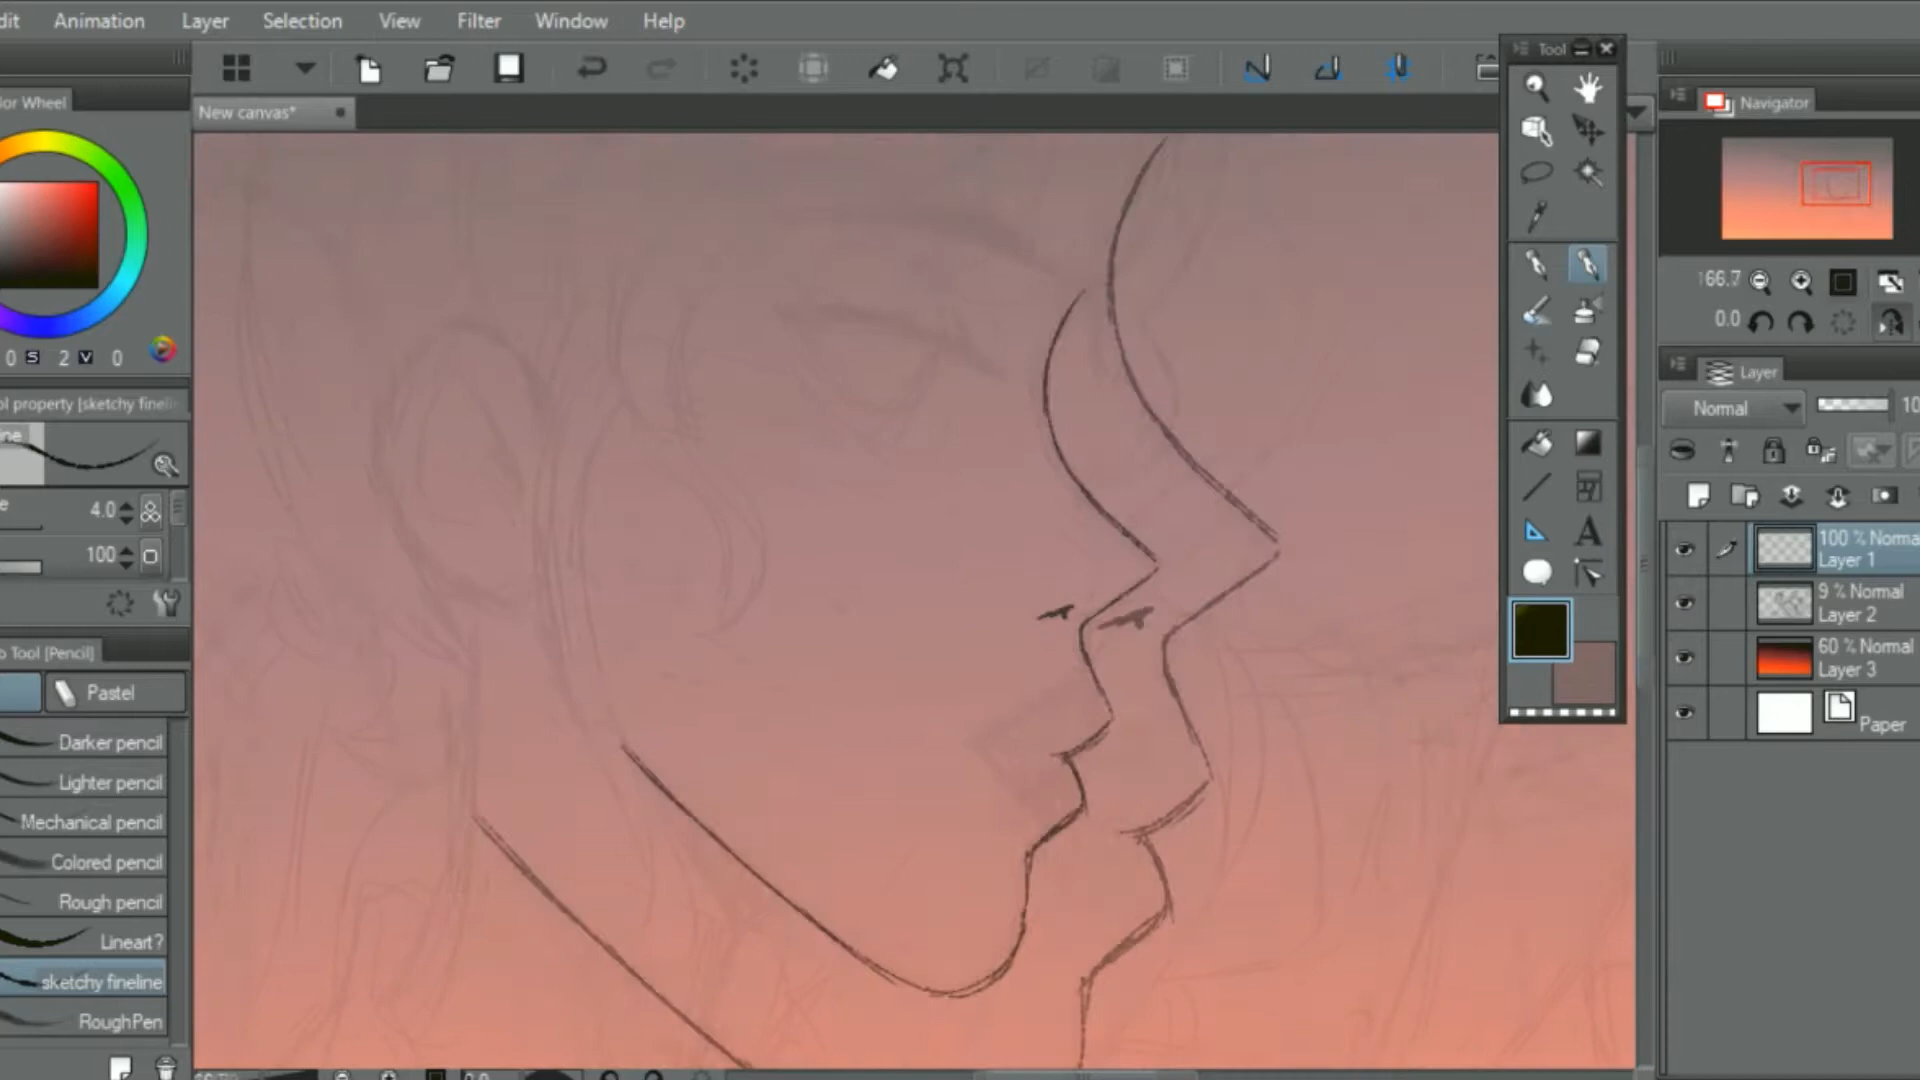 dit Animation Layer Selection View Filter Window Help
Tool
New canvas*
lor Wheel
Navigator
166.7
0.0
0 S 2 V 0
Layer
Normal 10
ol property [sketchy fineli
ine
e 4.0
100
100 % Norma
Layer 1
9 % Normal
Layer 2
60 % Normal
Layer 3
Paper
A
b Tool [Pencil]
Pastel
Darker pencil
Lighter pencil
Mechanical pencil
Colored pencil
Rough pencil
Lineart?
sketchy fineline
RoughPen